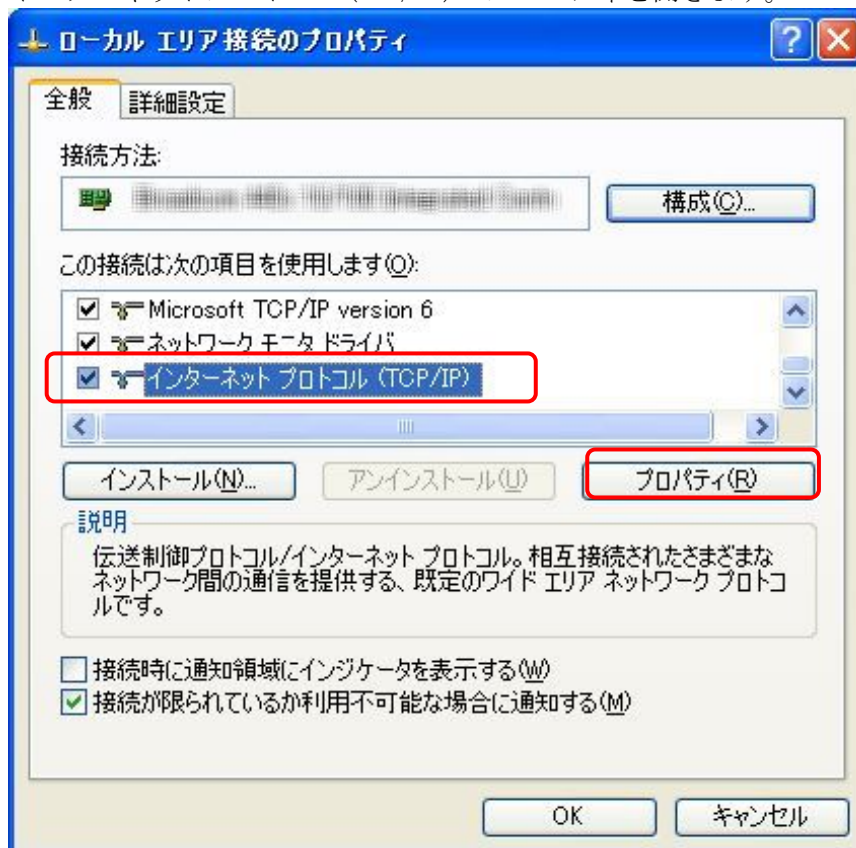 ローカル エリア接続のプロパティ
全般
詳細設定
接続方法:
構成(C)...
この接続は次の項目を使用します(O):
Microsoft TCP/IP version 6
ネットワーク モニタ ドライバ
インターネット プロトコル (TCP/IP)
インストール(N)...
アンインストール(U)
プロパティ(R)
説明
伝送制御プロトコル/インターネット プロトコル。相互接続されたさまざまな
ネットワーク間の通信を提供する、既定のワイド エリア ネットワーク プロトコ
ルです。
接続時に通知領域にインジケータを表示する(W)
接続が限られているか利用不可能な場合に通知する(M)
OK
キャンセル